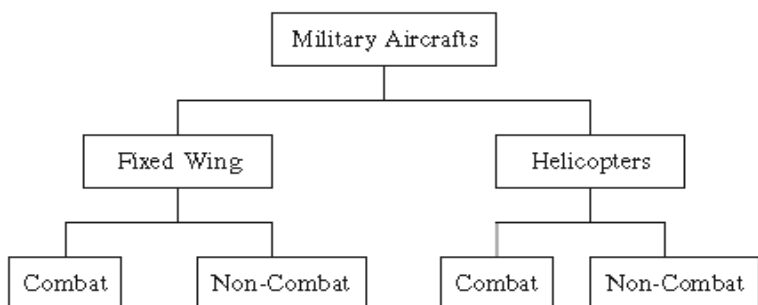 Military Aircrafts
Fixed Wing
Helicopters
Combat
Non-Combat
Combat
Non-Combat